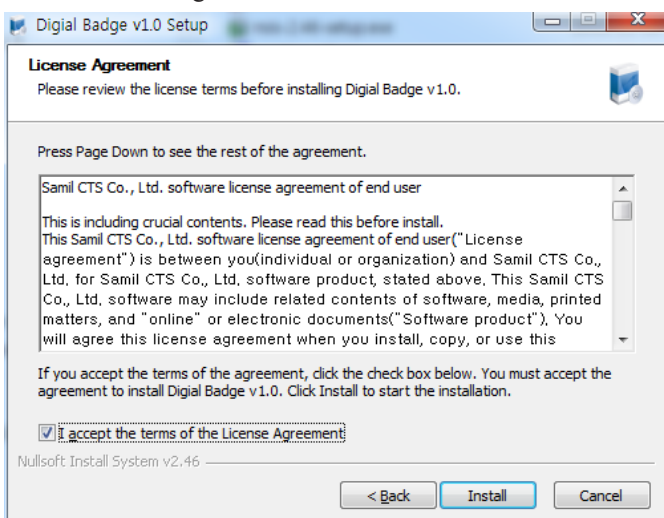 Digial Badge v1.0 Setup
License Agreement
Please review the license terms before installing Digial Badge v1.0.
Press Page Down to see the rest of the agreement.
Samil CTS Co., Ltd. software license agreement of end user
This is including crucial contents. Please read this before install.
This Samil CTS Co., Ltd. software license agreement of end user("License
agreement") is between you(individual or organization) and Samil CTS Co.,
Ltd. for Samil CTS Co., Ltd. software product, stated above. This Samil CTS
Co., Ltd. software may include related contents of software, media, printed
matters, and "online" or electronic documents("Software product"). You
will agree this license agreement when you install, copy, or use this
If you accept the terms of the agreement, click the check box below. You must accept the
agreement to install Digial Badge v1.0. Click Install to start the installation.
I accept the terms of the License Agreement
Nullsoft Install System v2.46
< Back Install Cancel